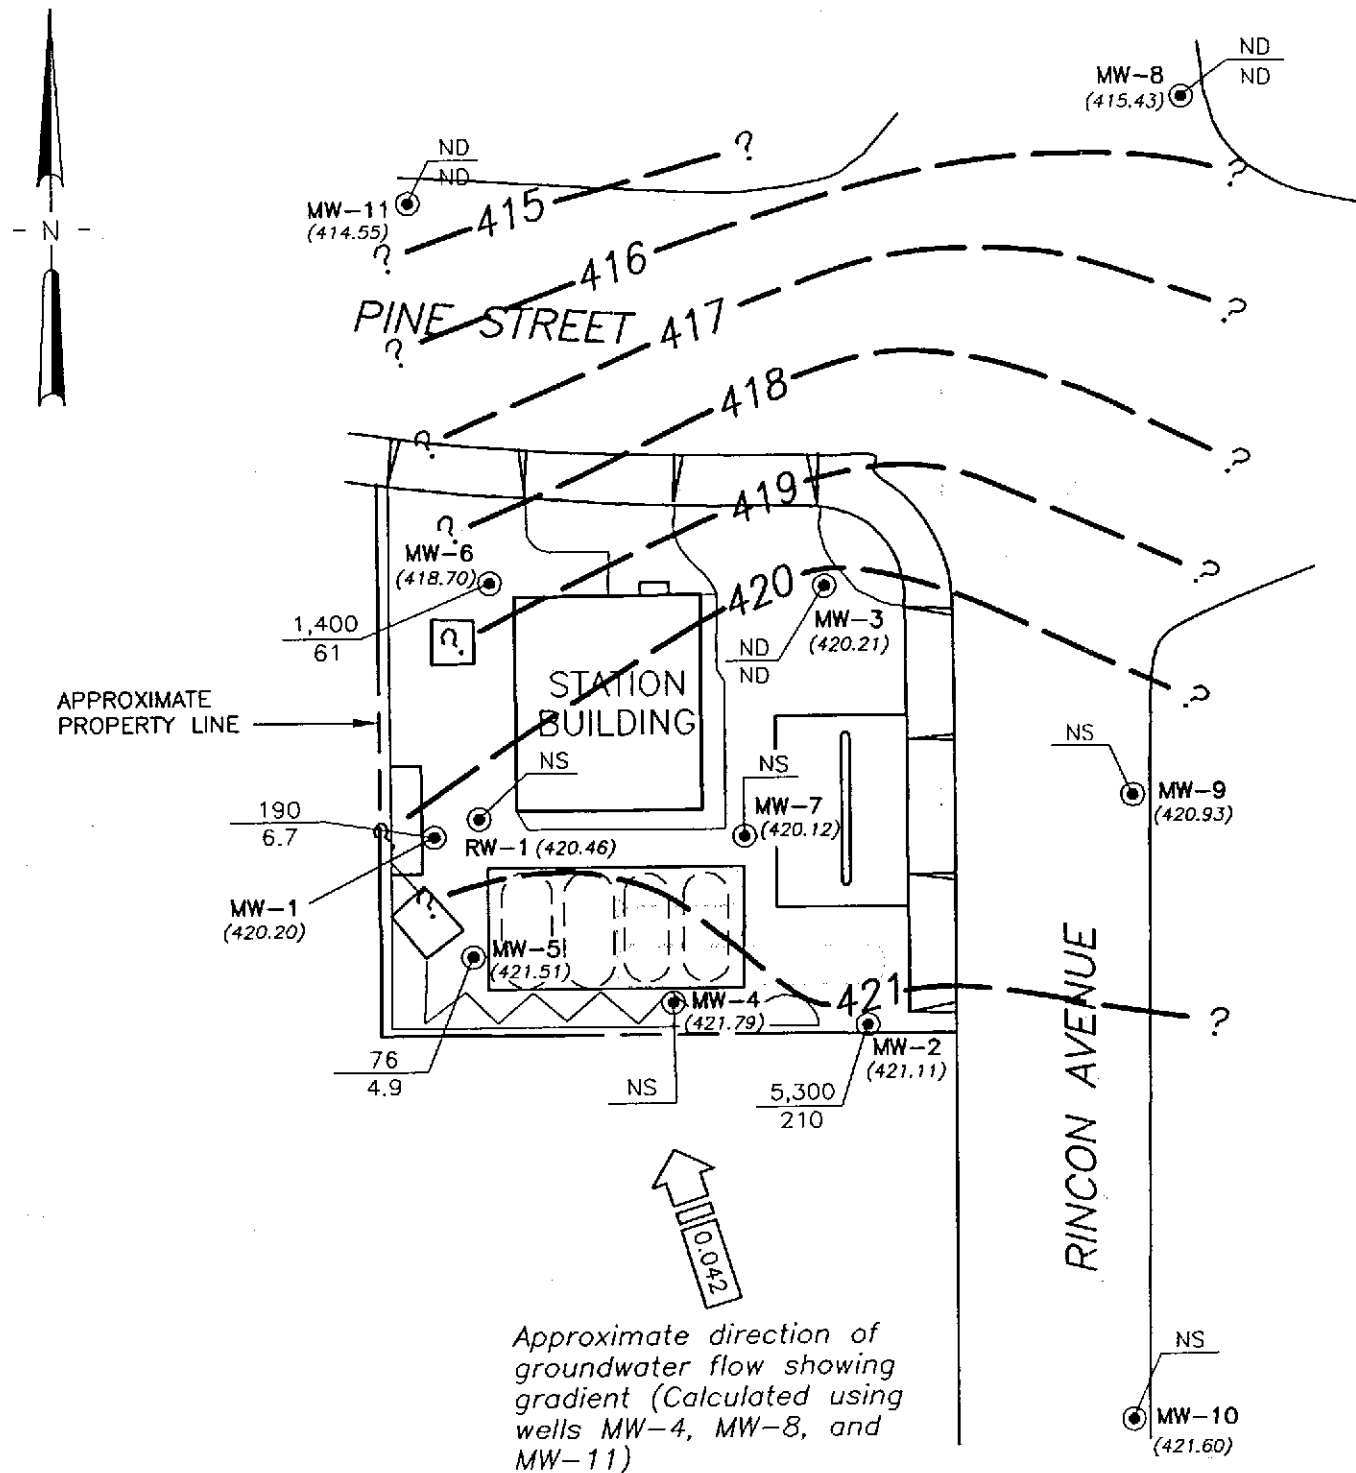 ND
ND
MW-8
(415.43)
?
ND
ND
MW-11
(414.55)
415
?
?
- N -
416
?
PINE STREET
417
?
?
418
?
?
419
?
?
MW-6
(418.70)
420
?
1,400
61
MW-3
(420.21)
ND
ND
?
STATION
BUILDING
APPROXIMATE
PROPERTY LINE
NS
NS
NS
190
6.7
MW-7
(420.12)
MW-9
(420.93)
?
RW-1 (420.46)
MW-1
(420.20)
?
MW-5
(421.51)
421
?
MW-4
(421.79)
MW-2
(421.11)
76
4.9
NS
5,300
210
RINCON AVENUE
0.042
Approximate direction of
groundwater flow showing
gradient (Calculated using
wells MW-4, MW-8, and
MW-11)
NS
MW-10
(421.60)